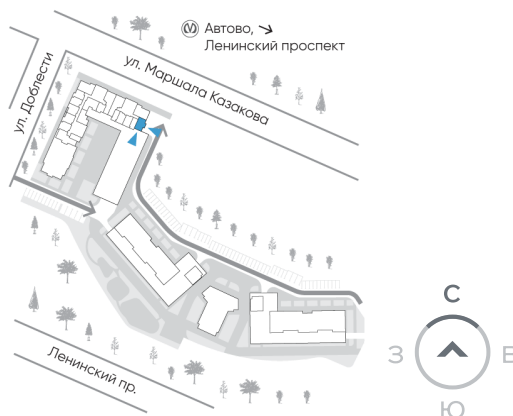 Ⓜ Автово, ↘
Ленинский проспект
ул. Маршала Казакова
ул. Доблести
Ленинский пр.
С
З
В
Ю